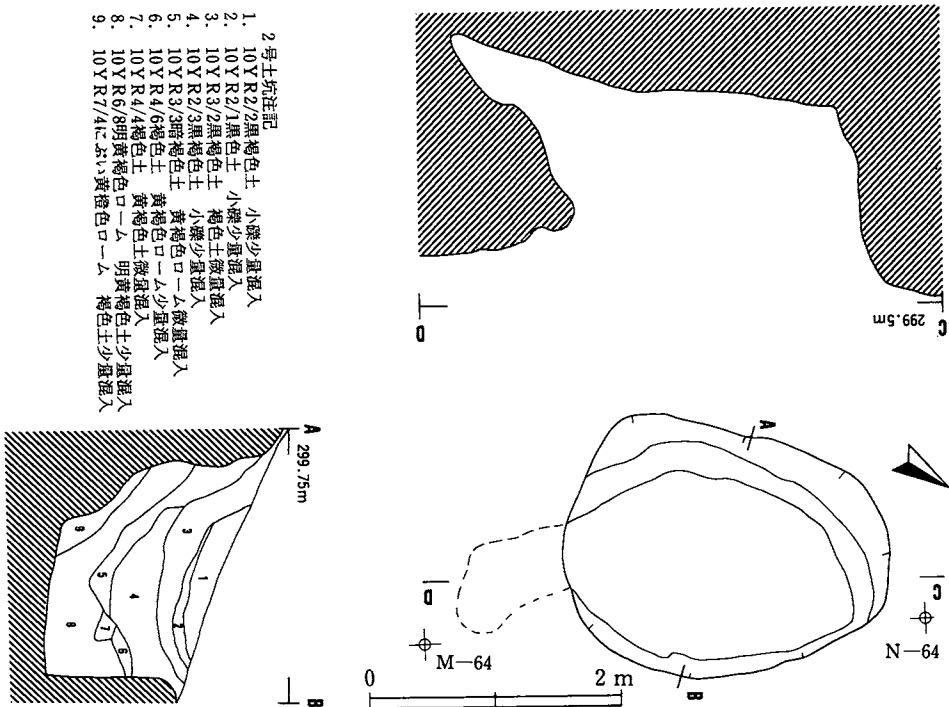 2号土坑注記
1. 10YR2/2黒褐色土 小礫少量混入
2. 10YR2/1黒色土 小礫少量混入
3. 10YR3/2黒褐色土 褐色土微量混入
4. 10YR2/3黒褐色土 小礫少量混入
5. 10YR3/3暗褐色土 黄褐色ローム微量混入
6. 10YR4/6褐色土 黄褐色ローム少量混入
7. 10YR4/4褐色土 黄褐色土微量混入
8. 10YR6/8明黄褐色ローム 明黄褐色土少量混入
9. 10YR7/4にぶい黄橙色ローム 褐色土少量混入
D
C
299.5m
A
299.75m
B
1
2
3
4
5
6
7
8
9
A
B
C
D
M—64
N—64
0
2 m